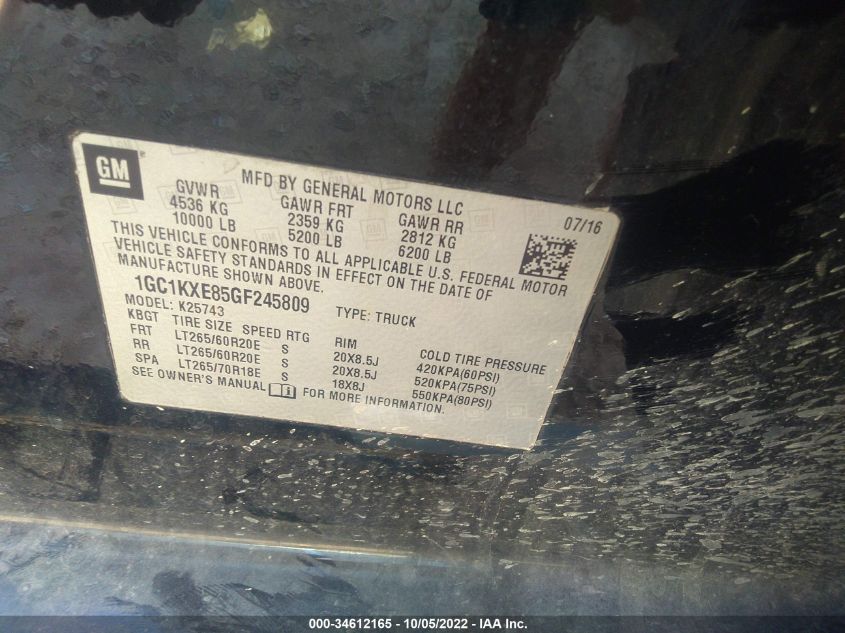 GM
MFD BY GENERAL MOTORS LLC
07/16
GVWR GAWR FRT GAWR RR
4536 KG 2359 KG 2812 KG
10000 LB 5200 LB 6200 LB
THIS VEHICLE CONFORMS TO ALL APPLICABLE U.S. FEDERAL MOTOR
VEHICLE SAFETY STANDARDS IN EFFECT ON THE DATE OF
MANUFACTURE SHOWN ABOVE.
1GC1KXE85GF245809
MODEL: K25743 TYPE: TRUCK
KBGT TIRE SIZE SPEED RTG RIM COLD TIRE PRESSURE
FRT LT265/60R20E S 20X8.5J 420KPA(60PSI)
RR LT265/60R20E S 20X8.5J 520KPA(75PSI)
SPA LT265/70R18E S 18X8J 550KPA(80PSI)
SEE OWNER'S MANUAL FOR MORE INFORMATION.
000-34612165 - 10/05/2022 - IAA Inc.